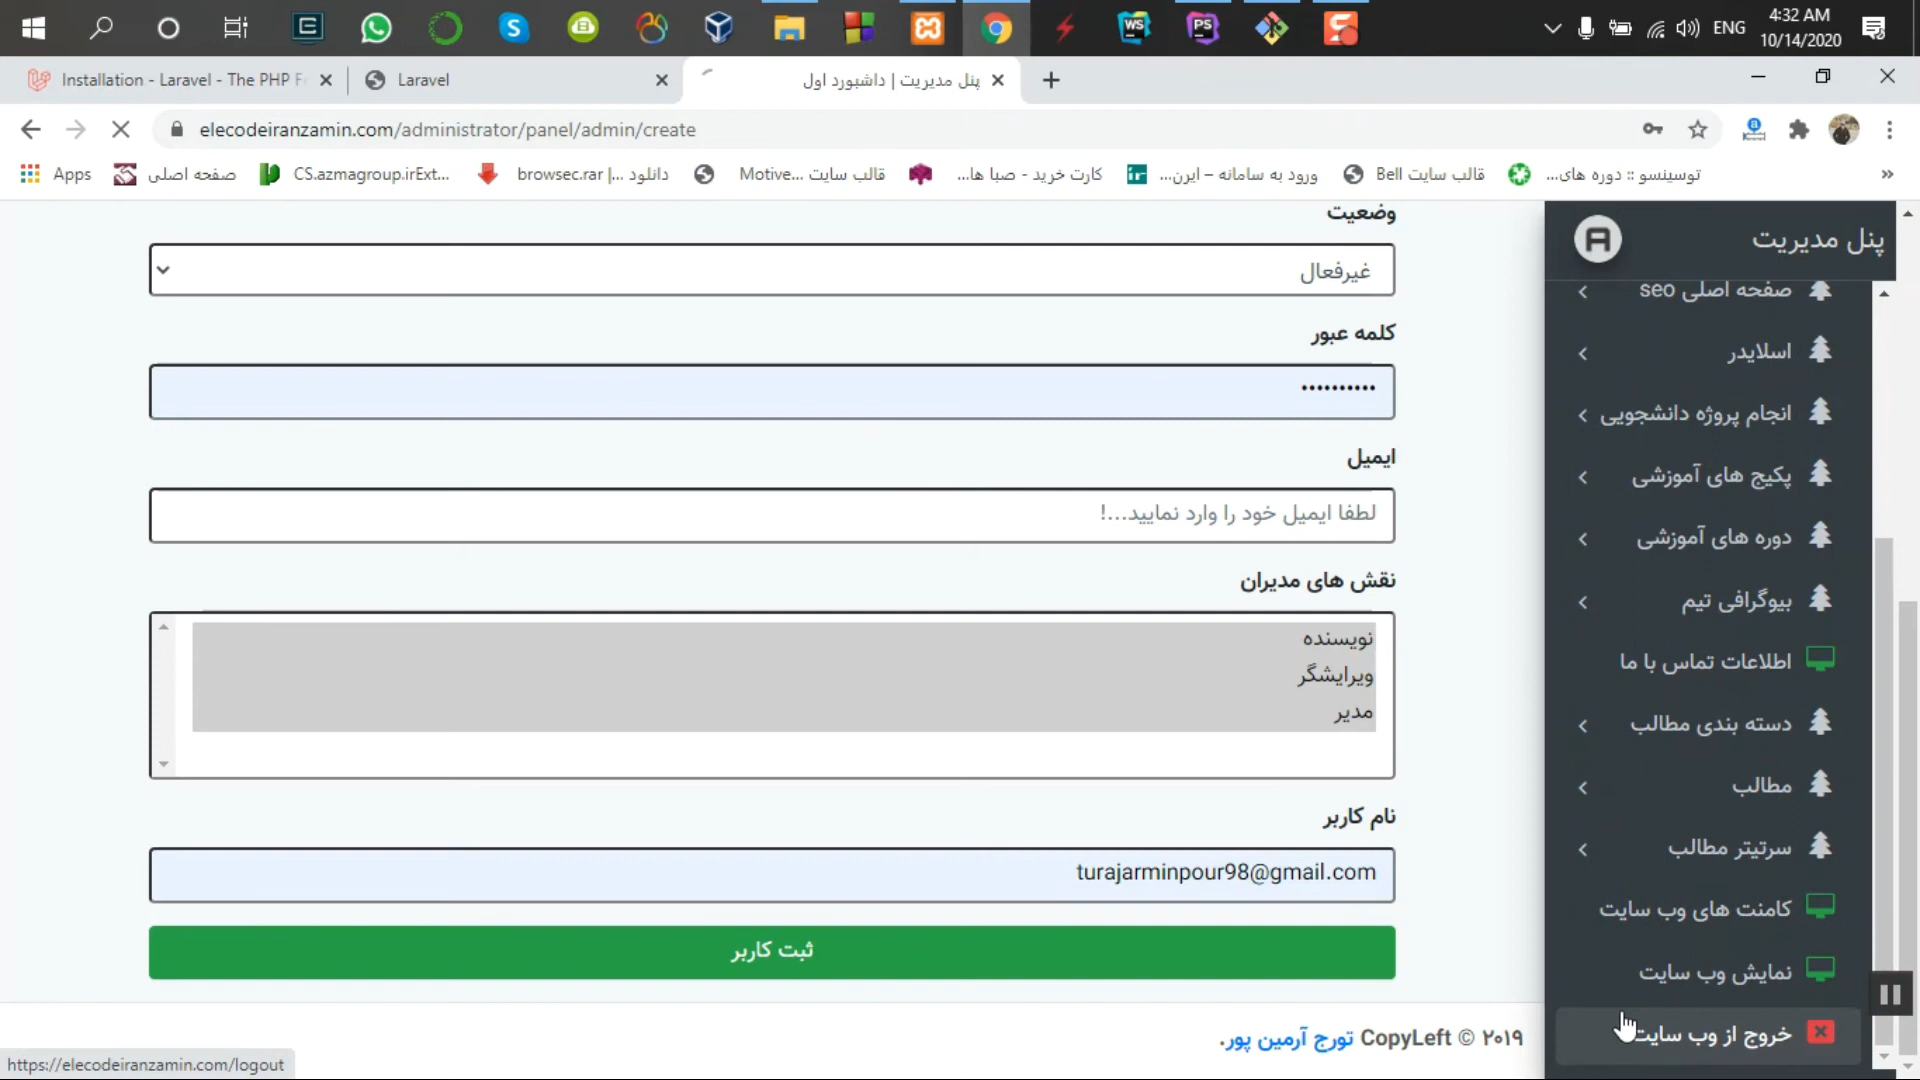 ENG
4:32 AM
10/14/2020
Installation - Laravel - The PHP F
Laravel
پنل مدیریت | داشبورد اول
elecodeiranzamin.com/administrator/panel/admin/create
Apps
صفحه اصلی
CS.azmagroup.irExt...
دانلود ...| browsec.rar
قالب سایت ...Motive
کارت خرید - صبا ها...
ورود به سامانه – ایرن...
قالب سایت Bell
توسینسو :: دوره های...
»
پنل مدیریت
صفحه اصلی seo
اسلایدر
انجام پروژه دانشجویی
پکیج های آموزشی
دوره های آموزشی
بیوگرافی تیم
اطلاعات تماس با ما
دسته بندی مطالب
مطالب
سرتیتر مطالب
کامنت های وب سایت
نمایش وب سایت
خروج از وب سایت
وضعیت
غیرفعال
کلمه عبور
••••••••••
ایمیل
لطفا ایمیل خود را وارد نمایید...!
نقش های مدیران
نویسنده
ویرایشگر
مدیر
نام کاربر
turajarminpour98@gmail.com
ثبت کاربر
CopyLeft © ۲۰۱۹ تورج آرمین پور.
https://elecodeiranzamin.com/logout